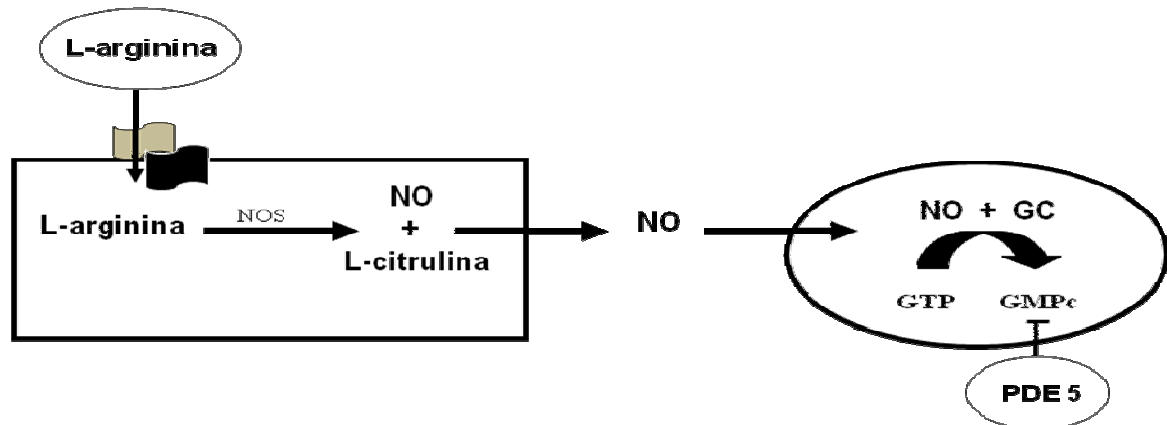 L-arginina
L-arginina
NOS
NO
+
L-citrulina
NO
NO + GC
GTP GMPc
PDE 5